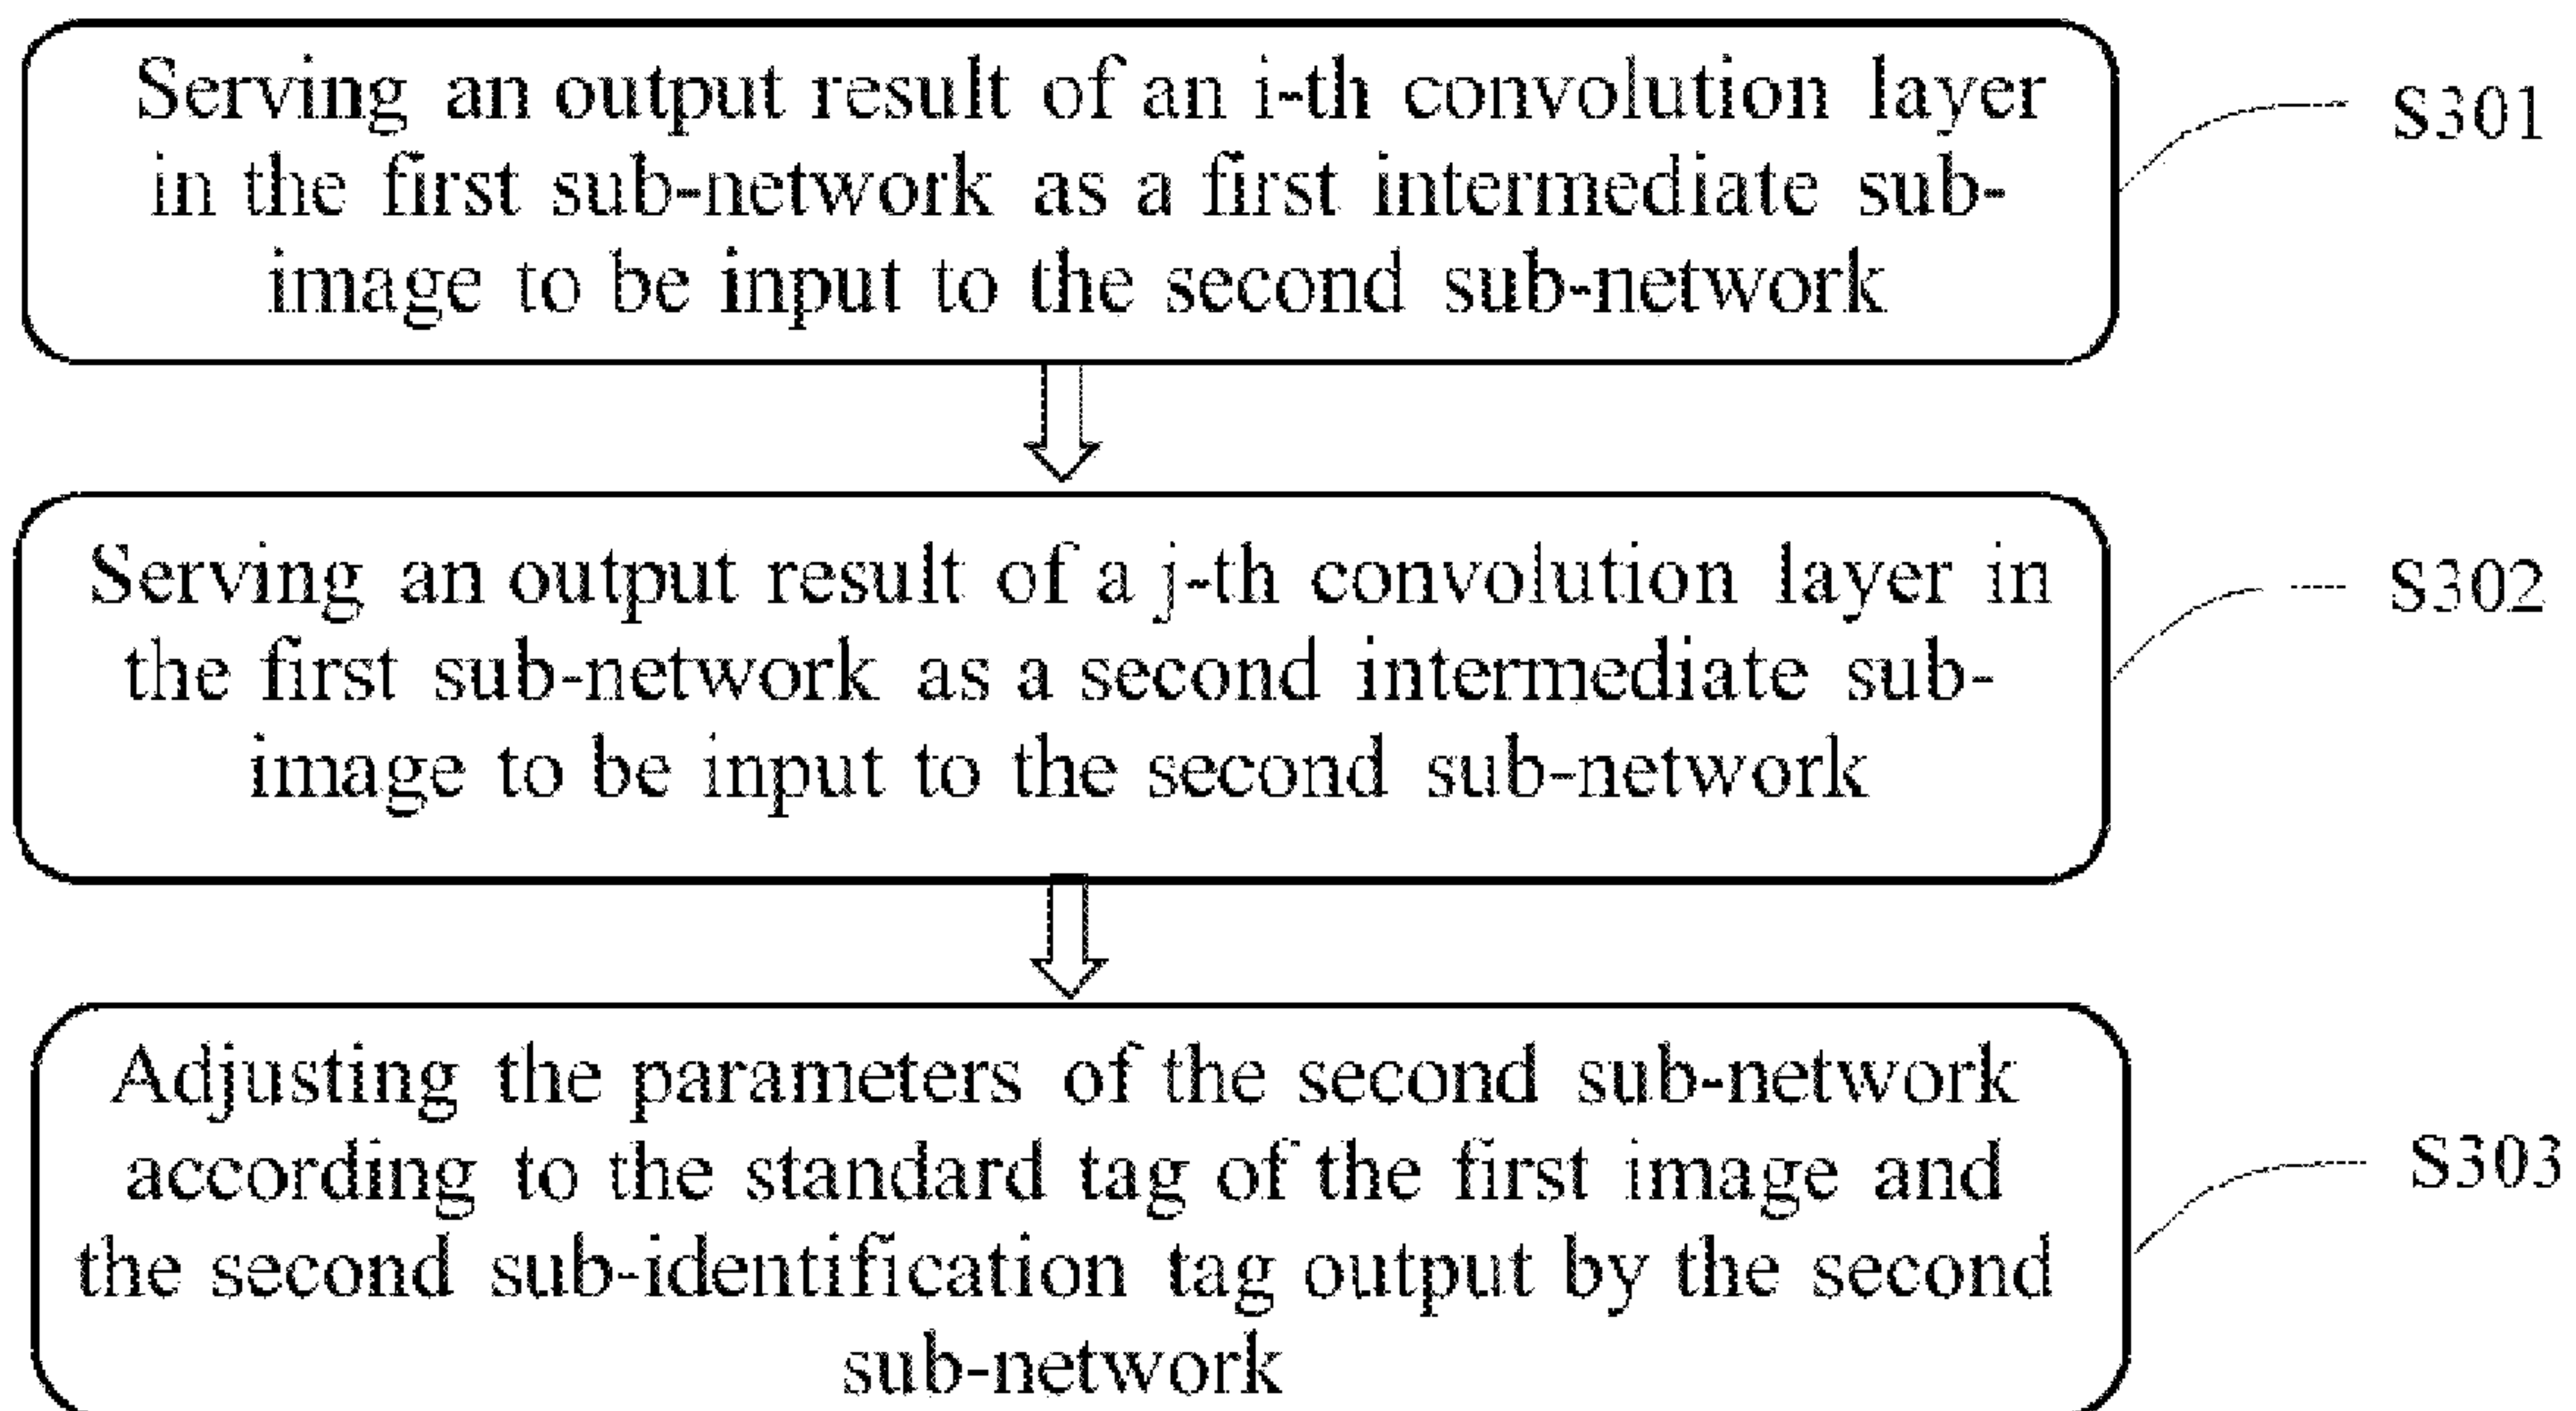 Serving an output result of an i-th convolution layer
in the first sub-network as a first intermediate sub-
image to be input to the second sub-network
S301
Serving an output result of a j-th convolution layer in
the first sub-network as a second intermediate sub-
image to be input to the second sub-network
S302
Adjusting the parameters of the second sub-network
according to the standard tag of the first image and
the second sub-identification tag output by the second
sub-network
S303